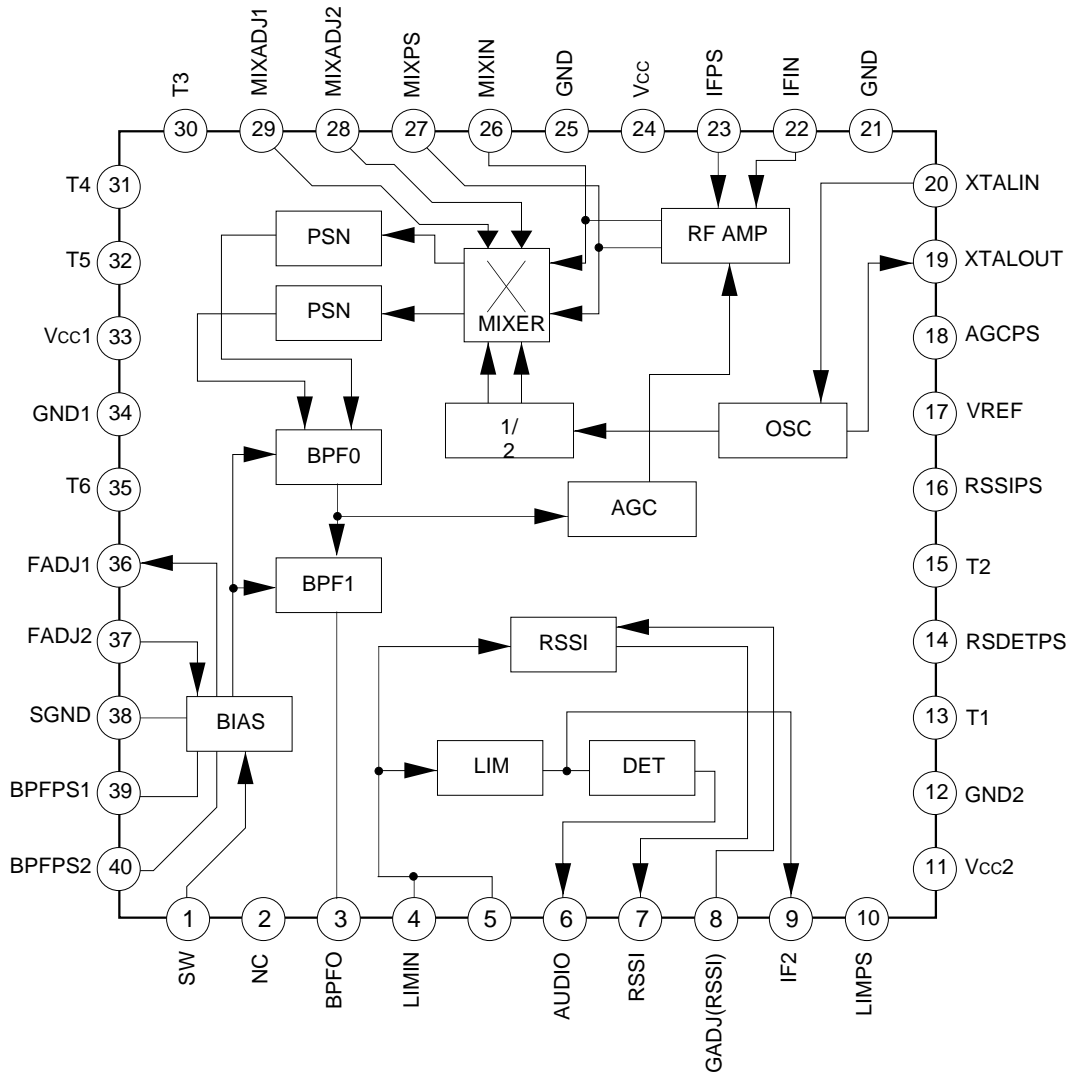 T3
MIXADJ1
MIXADJ2
MIXPS
MIXIN
GND
Vcc
IFPS
IFIN
GND
30
29
28
27
26
25
24
23
22
21
T4
31
20
XTALIN
PSN
RF AMP
T5
32
19
XTALOUT
PSN
MIXER
Vcc1
33
18
AGCPS
GND1
34
1/
2
OSC
17
VREF
BPF0
T6
35
AGC
16
RSSIPS
FADJ1
36
BPF1
15
T2
FADJ2
37
RSSI
14
RSDETPS
SGND
38
BIAS
13
T1
LIM
DET
BPFPS1
39
12
GND2
BPFPS2
40
11
Vcc2
1
2
3
4
5
6
7
8
9
10
SW
NC
BPFO
LIMIN
AUDIO
RSSI
GADJ(RSSI)
IF2
LIMPS